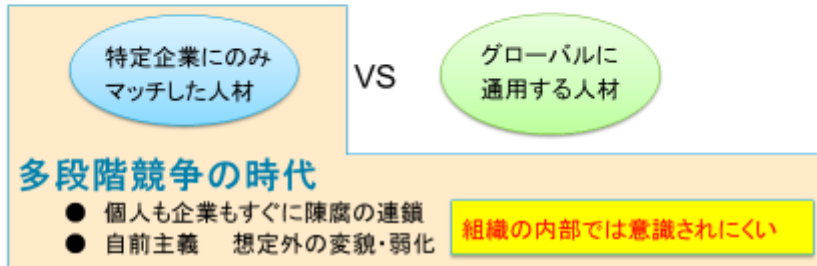 特定企業にのみ
マッチした人材
VS
グローバルに
通用する人材
多段階競争の時代
● 個人も企業もすぐに陳腐の連鎖
● 自前主義　想定外の変貌・弱化
組織の内部では意識されにくい